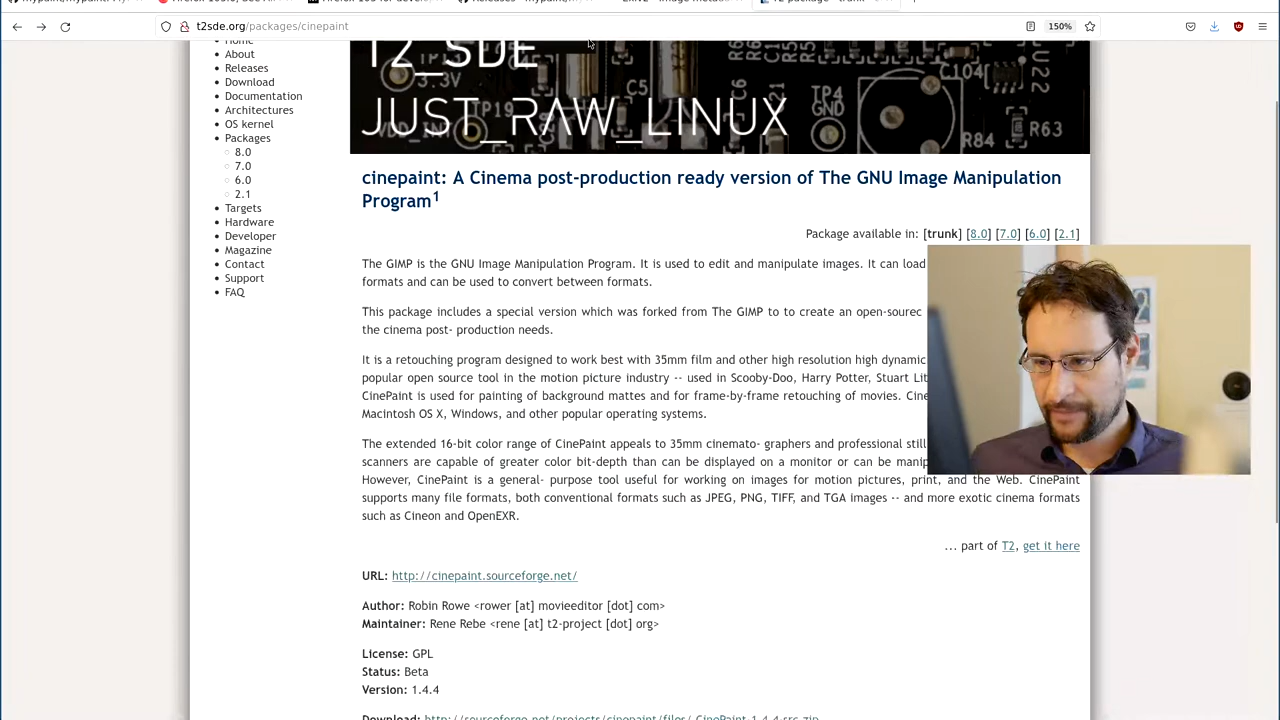 t2sde.org/packages/cinepaint
150%
About
Releases
Download
Documentation
Architectures
OS kernel
Packages
8.0
7.0
6.0
2.1
Targets
Hardware
Developer
Magazine
Contact
Support
FAQ
T2_SDE
JUST_RAW_LINUX
3.3V
TP19
C5
TP4
GND
C104
R84
R63
cinepaint: A Cinema post-production ready version of The GNU Image Manipulation
Program1
Package available in: [trunk] [8.0] [7.0] [6.0] [2.1]
The GIMP is the GNU Image Manipulation Program. It is used to edit and manipulate images. It can load
formats and can be used to convert between formats.
This package includes a special version which was forked from The GIMP to to create an open-sourec
the cinema post- production needs.
It is a retouching program designed to work best with 35mm film and other high resolution high dynamic
popular open source tool in the motion picture industry -- used in Scooby-Doo, Harry Potter, Stuart
CinePaint is used for painting of background mattes and for frame-by-frame retouching of movies.
Macintosh OS X, Windows, and other popular operating systems.
The extended 16-bit color range of CinePaint appeals to 35mm cinemato- graphers and professional still
scanners are capable of greater color bit-depth than can be displayed on a monitor or can be
However, CinePaint is a general- purpose tool useful for working on images for motion pictures, print, and the Web. CinePaint
supports many file formats, both conventional formats such as JPEG, PNG, TIFF, and TGA images -- and more exotic cinema formats
such as Cineon and OpenEXR.
... part of T2, get it here
URL: http://cinepaint.sourceforge.net/
Author: Robin Rowe <rower [at] movieeditor [dot] com>
Maintainer: Rene Rebe <rene [at] t2-project [dot] org>
License: GPL
Status: Beta
Version: 1.4.4